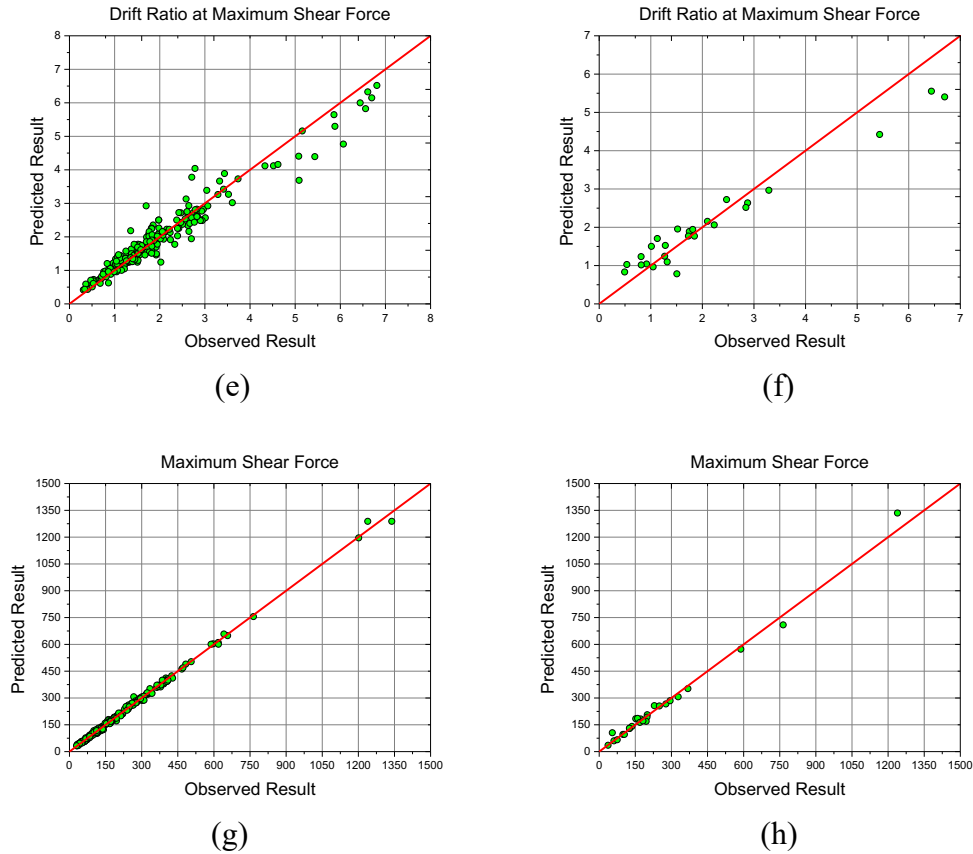 Drift Ratio at Maximum Shear Force
8
7
6
5
4
3
2
1
0
Predicted Result
0 1 2 3 4 5 6 7 8
Observed Result
(e)
Drift Ratio at Maximum Shear Force
7
6
5
4
3
2
1
0
Predicted Result
0 1 2 3 4 5 6 7
Observed Result
(f)
Maximum Shear Force
1500
1350
1200
1050
900
750
600
450
300
150
0
Predicted Result
0 150 300 450 600 750 900 1050 1200 1350 1500
Observed Result
(g)
Maximum Shear Force
1500
1350
1200
1050
900
750
600
450
300
150
0
Predicted Result
0 150 300 450 600 750 900 1050 1200 1350 1500
Observed Result
(h)